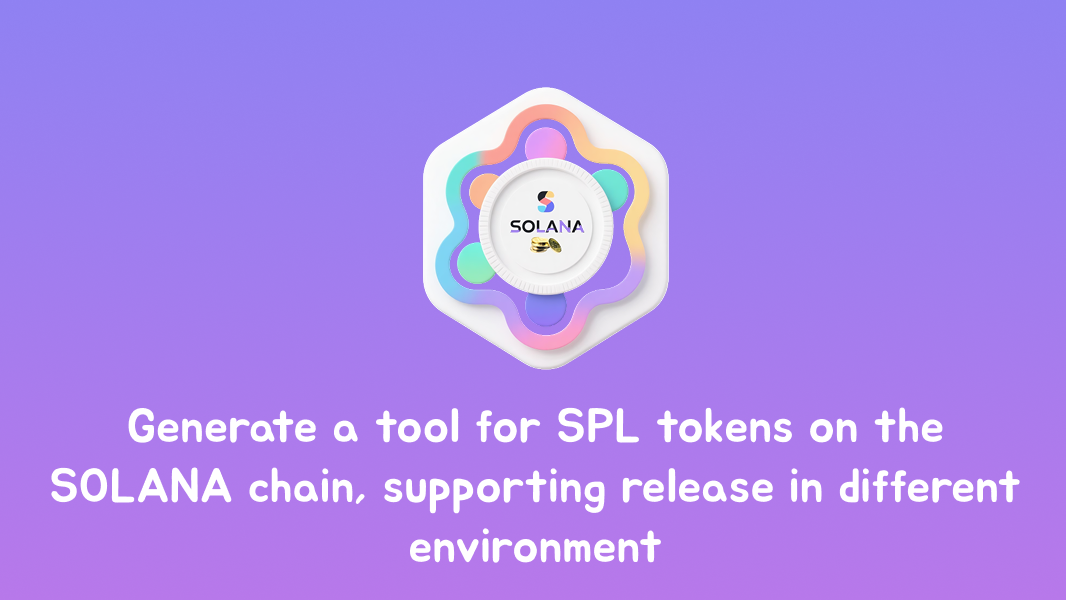 SOLANA
Generate a tool for SPL tokens on the
SOLANA chain, supporting release in different
environment